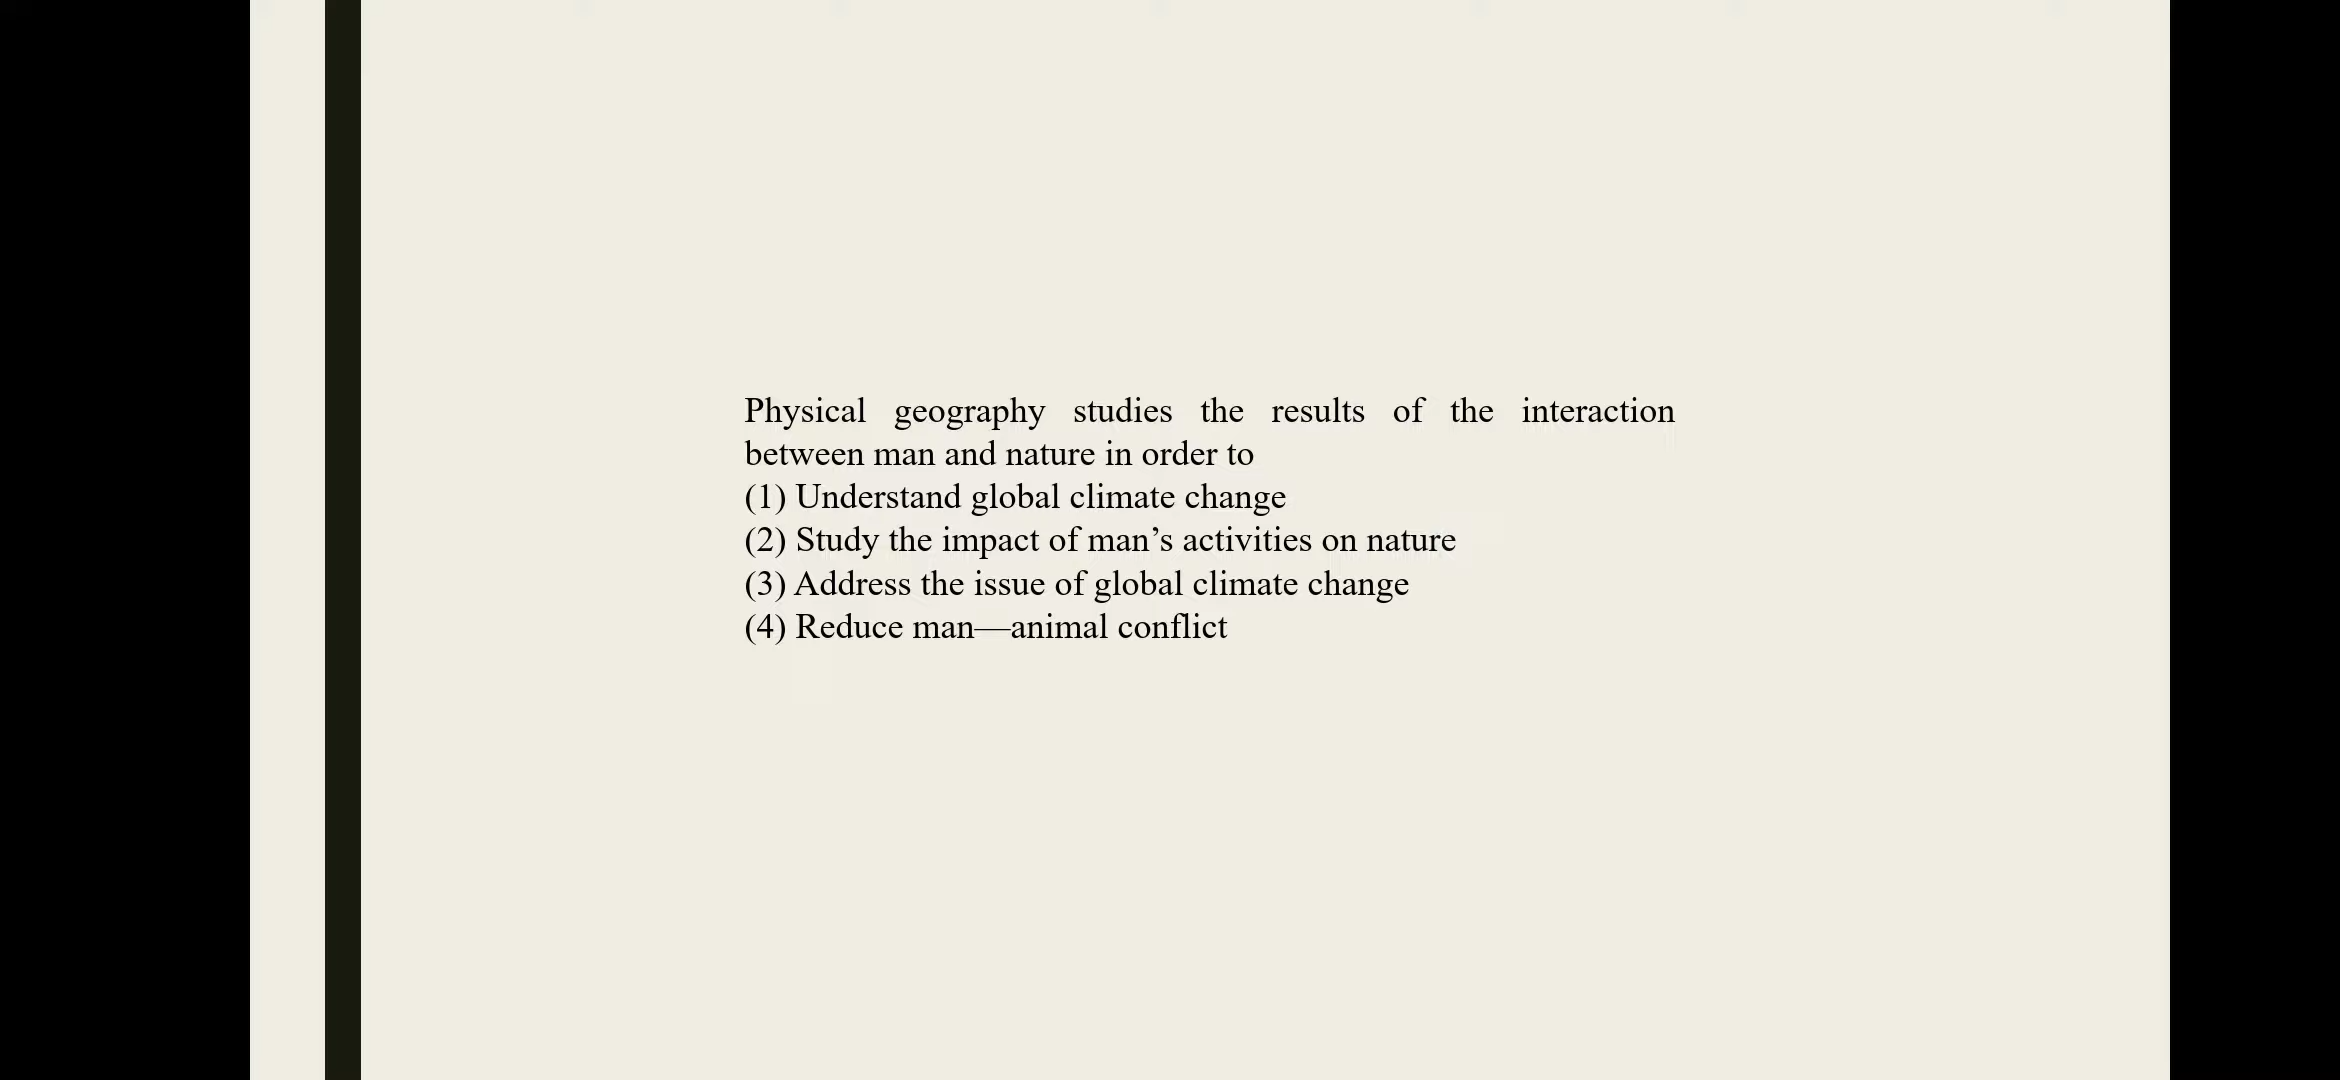 Physical geography studies the results of the interaction
between man and nature in order to
(1) Understand global climate change
(2) Study the impact of man’s activities on nature
(3) Address the issue of global climate change
(4) Reduce man—animal conflict